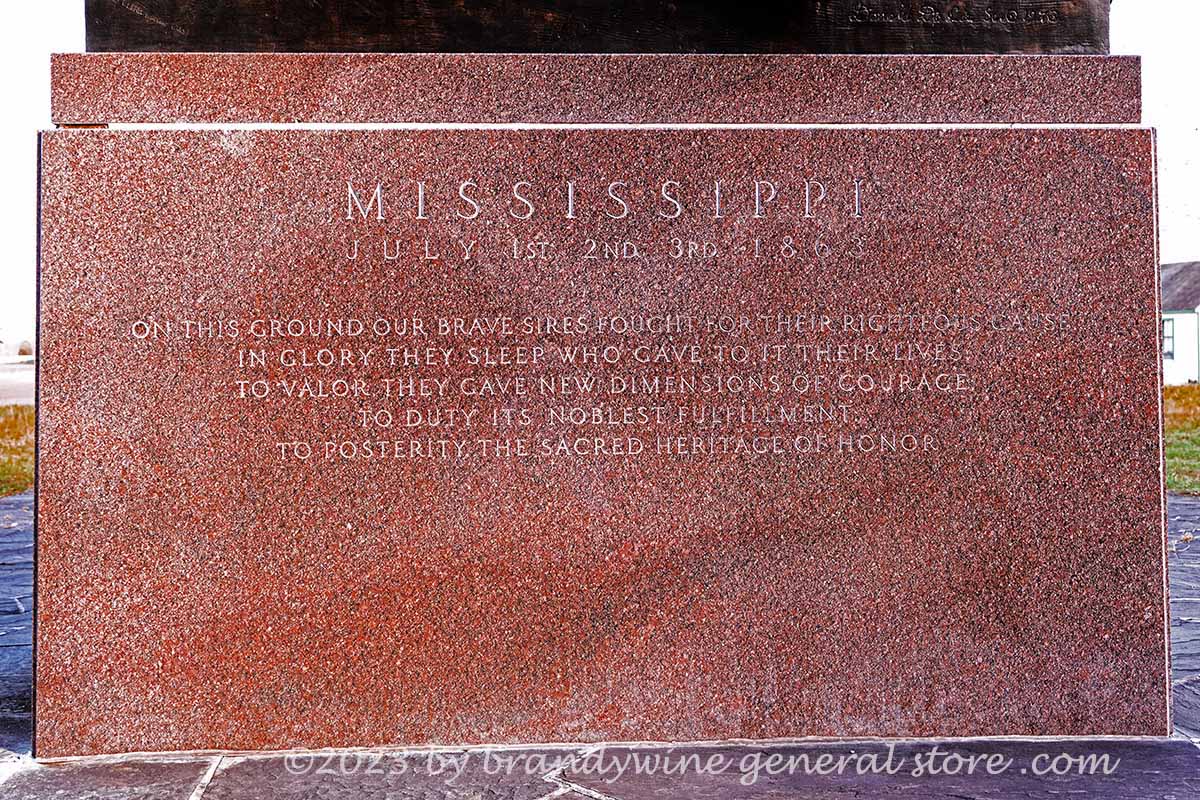 MISSISSIPPI
JULY 1ST. 2ND. 3RD. - 1863
ON THIS GROUND OUR BRAVE SIRES FOUGHT FOR THEIR RIGHTEOUS CAUSE
IN GLORY THEY SLEEP WHO GAVE TO IT THEIR LIVES.
TO VALOR THEY GAVE NEW DIMENSIONS OF COURAGE.
TO DUTY ITS NOBLEST FULFILLMENT.
TO POSTERITY THE SACRED HERITAGE OF HONOR.
©2023 by brandywine general store .com